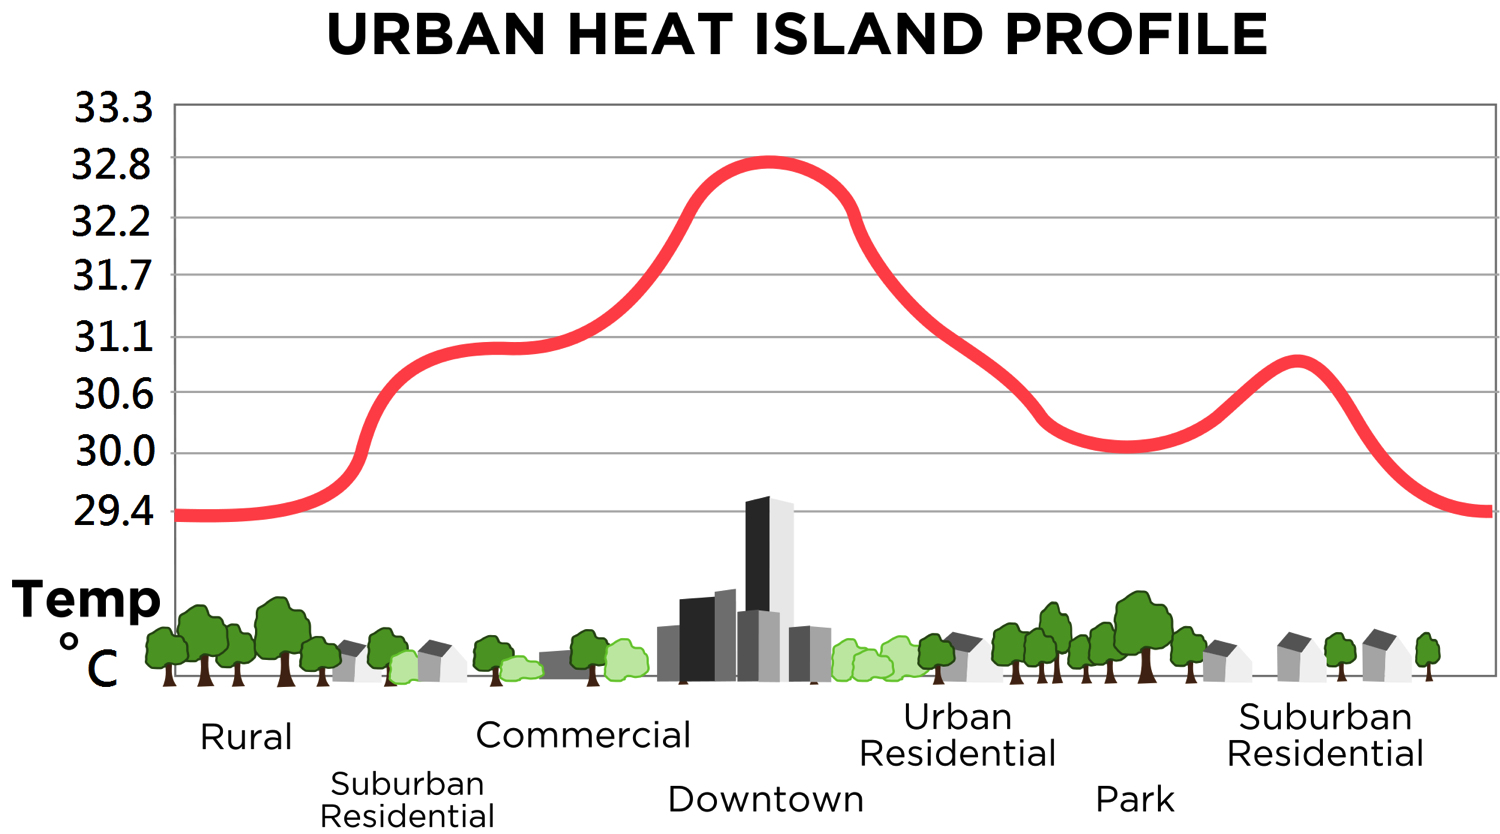 URBAN HEAT ISLAND PROFILE
33.3
32.8
32.2
31.7
31.1
30.6
30.0
29.4
Temp
°C
Rural
Suburban
Residential
Commercial
Downtown
Urban
Residential
Park
Suburban
Residential